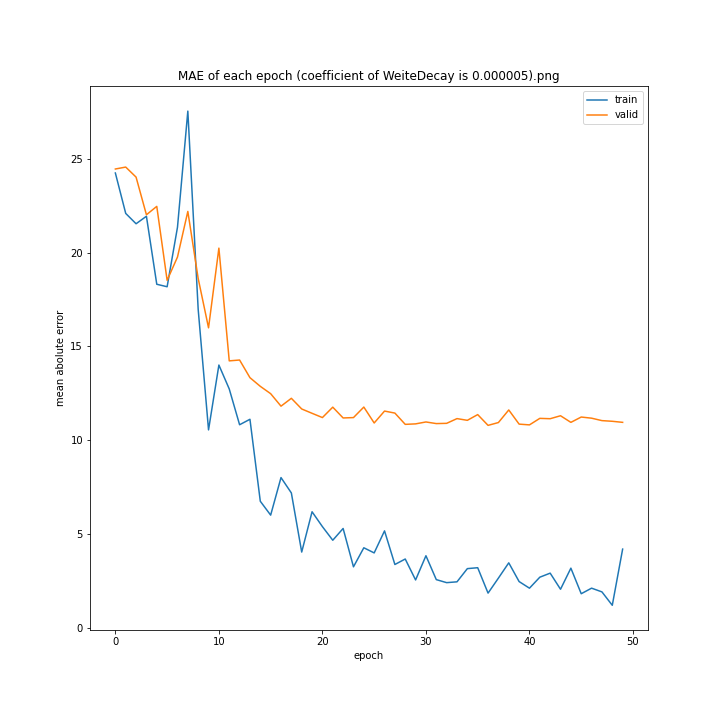 MAE of each epoch (coefficient of WeiteDecay is 0.000005).png
train
valid
25
20
15
10
5
0
mean abolute error
0
10
20
30
40
50
epoch